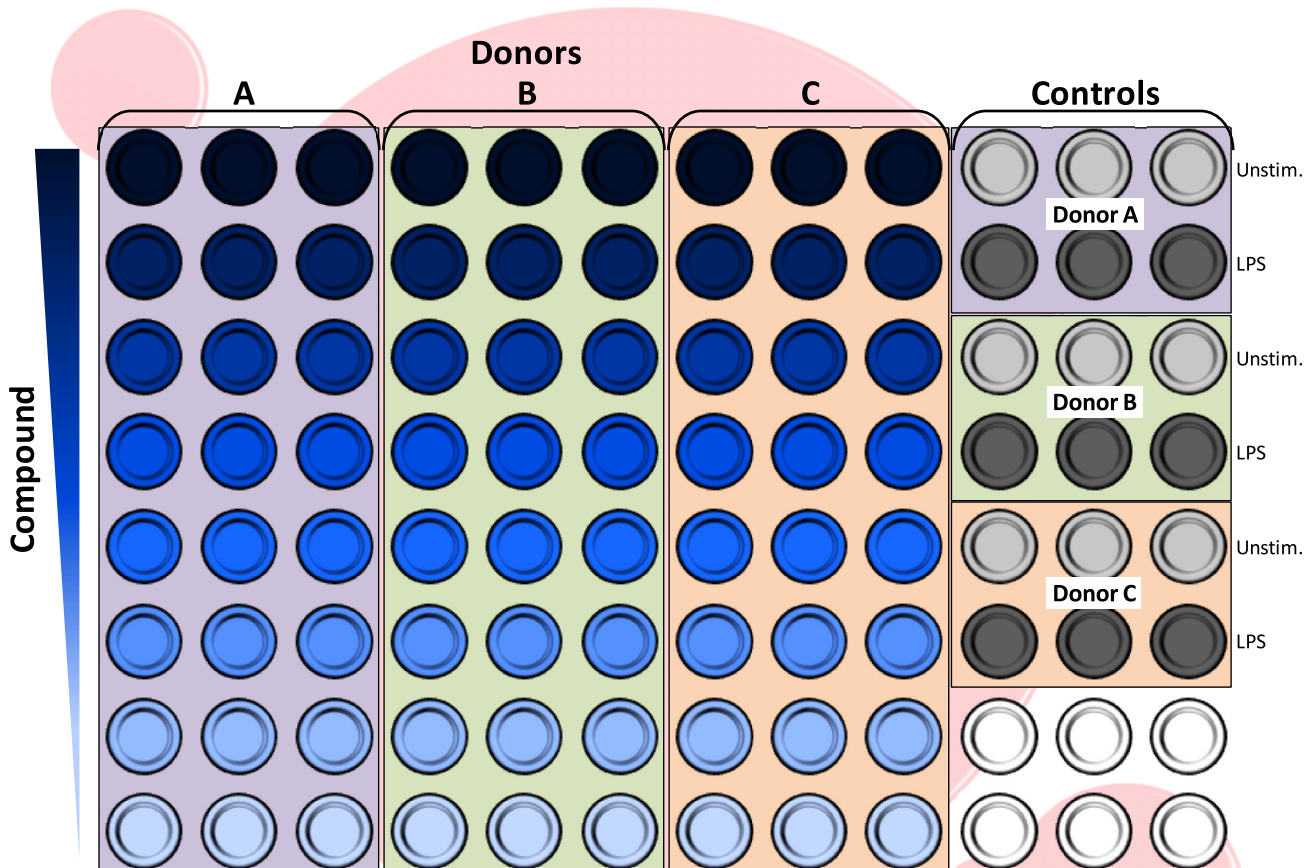 Donors
A
B
C
Controls
Unstim.
Donor A
LPS
Unstim.
Donor B
LPS
Unstim.
Donor C
LPS
Compound